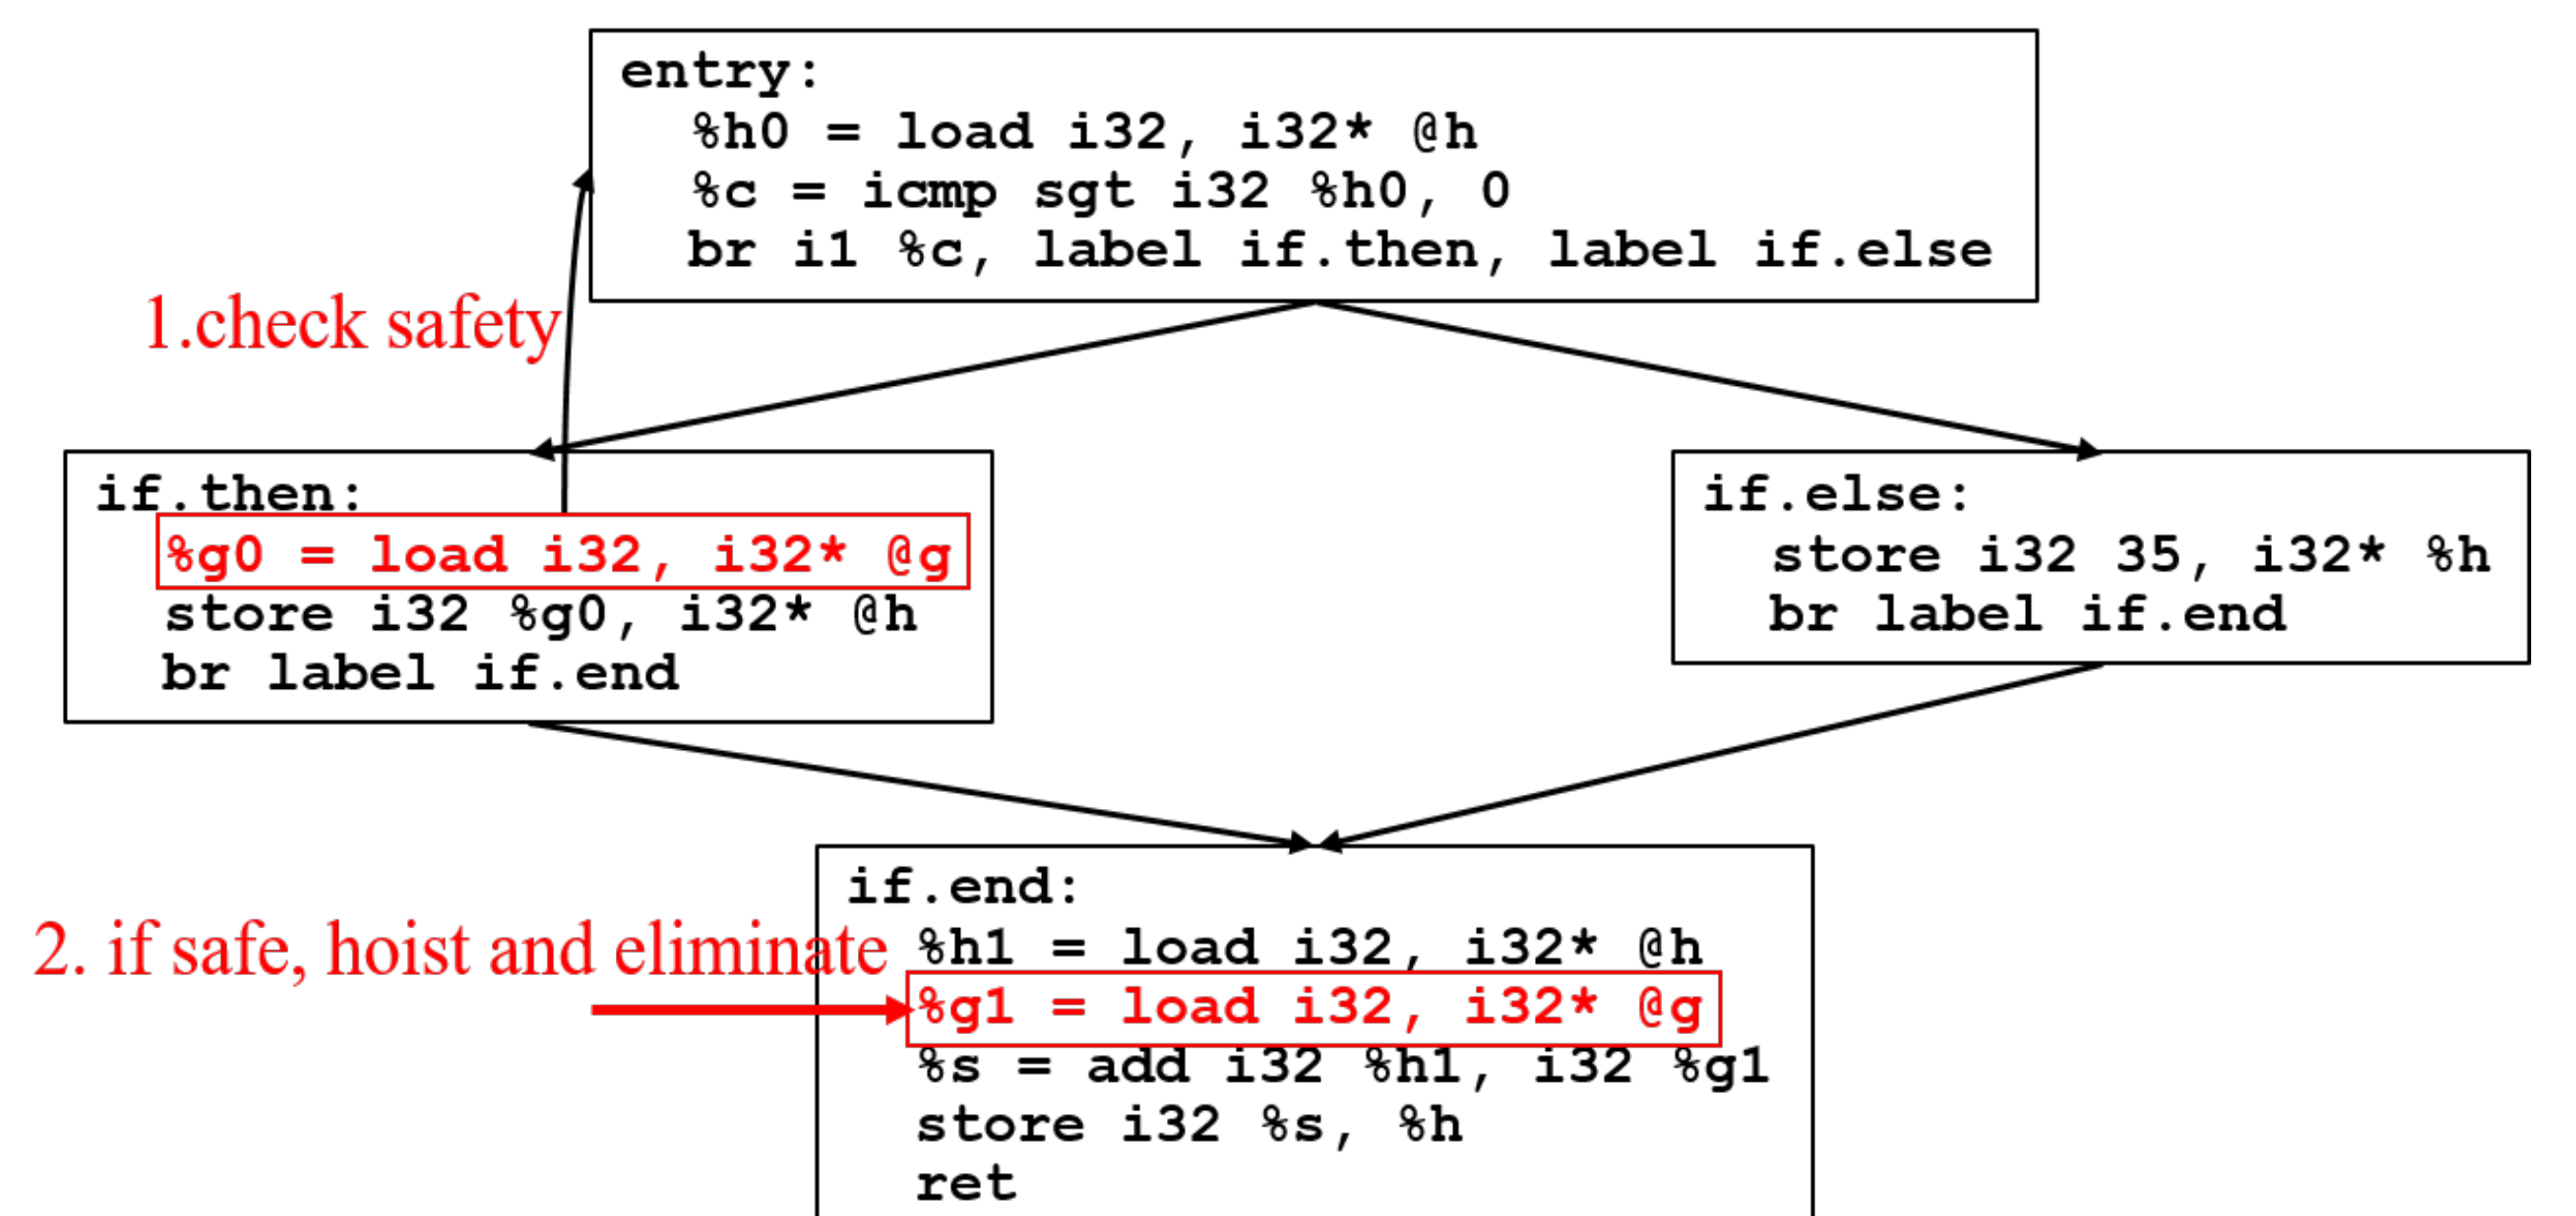 entry:
%h0 = load i32, i32* @h
%c = icmp sgt i32 %h0, 0
br i1 %c, label if.then, label if.else
1.check safety
if.then:
%g0 = load i32, i32* @g
store i32 %g0, i32* @h
br label if.end
if.else:
store i32 35, i32* %h
br label if.end
2. if safe, hoist and eliminate
if.end:
%h1 = load i32, i32* @h
%g1 = load i32, i32* @g
%s = add i32 %h1, i32 %g1
store i32 %s, %h
ret